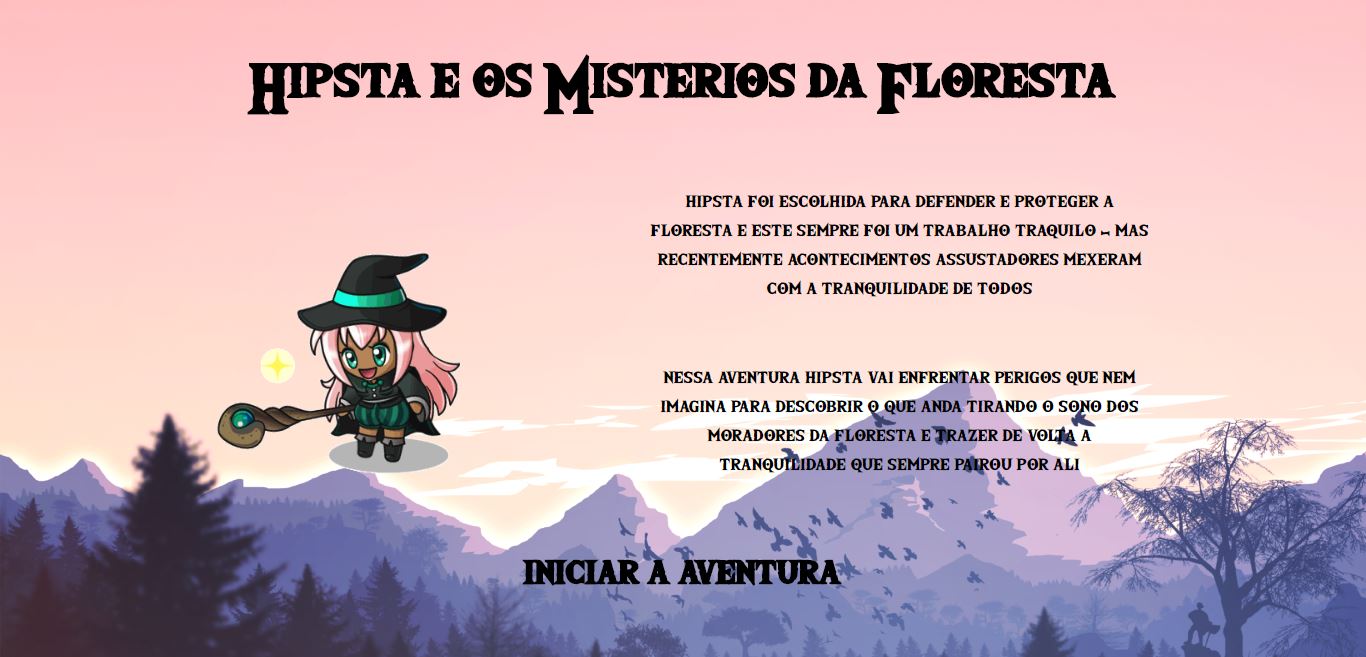 Hipsta e os Misterios da Floresta
HIPSTA FOI ESCOLHIDA PARA DEFENDER E PROTEGER A
FLORESTA E ESTE SEMPRE FOI UM TRABALHO TRAQUILO - MAS
RECENTEMENTE ACONTECIMENTOS ASSUSTADORES MEXERAM
COM A TRANQUILIDADE DE TODOS
NESSA AVENTURA HIPSTA VAI ENFRENTAR PERIGOS QUE NEM
IMAGINA PARA DESCOBRIR O QUE ANDA TIRANDO O SONO DOS
MORADORES DA FLORESTA E TRAZER DE VOLTA A
TRANQUILIDADE QUE SEMPRE PAIROU POR ALI
INICIAR A AVENTURA